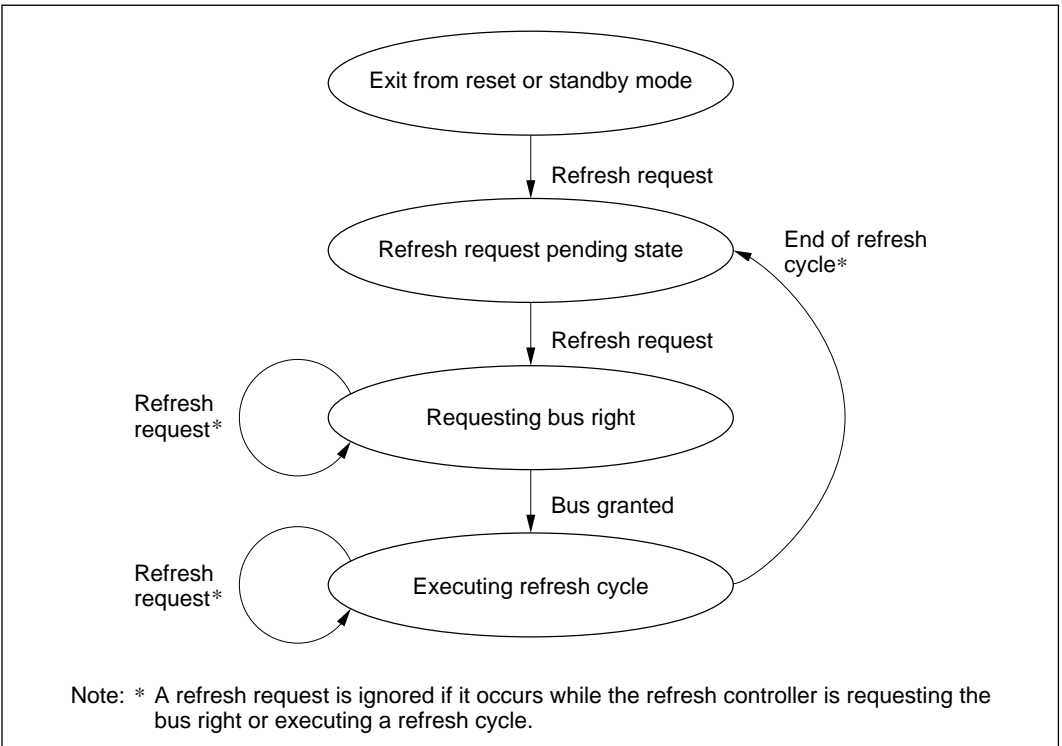 Exit from reset or standby mode
Refresh request
Refresh request pending state
End of refresh
cycle*
Refresh request
Refresh
request*
Requesting bus right
Bus granted
Refresh
request*
Executing refresh cycle
Note: * A refresh request is ignored if it occurs while the refresh controller is requesting the
bus right or executing a refresh cycle.